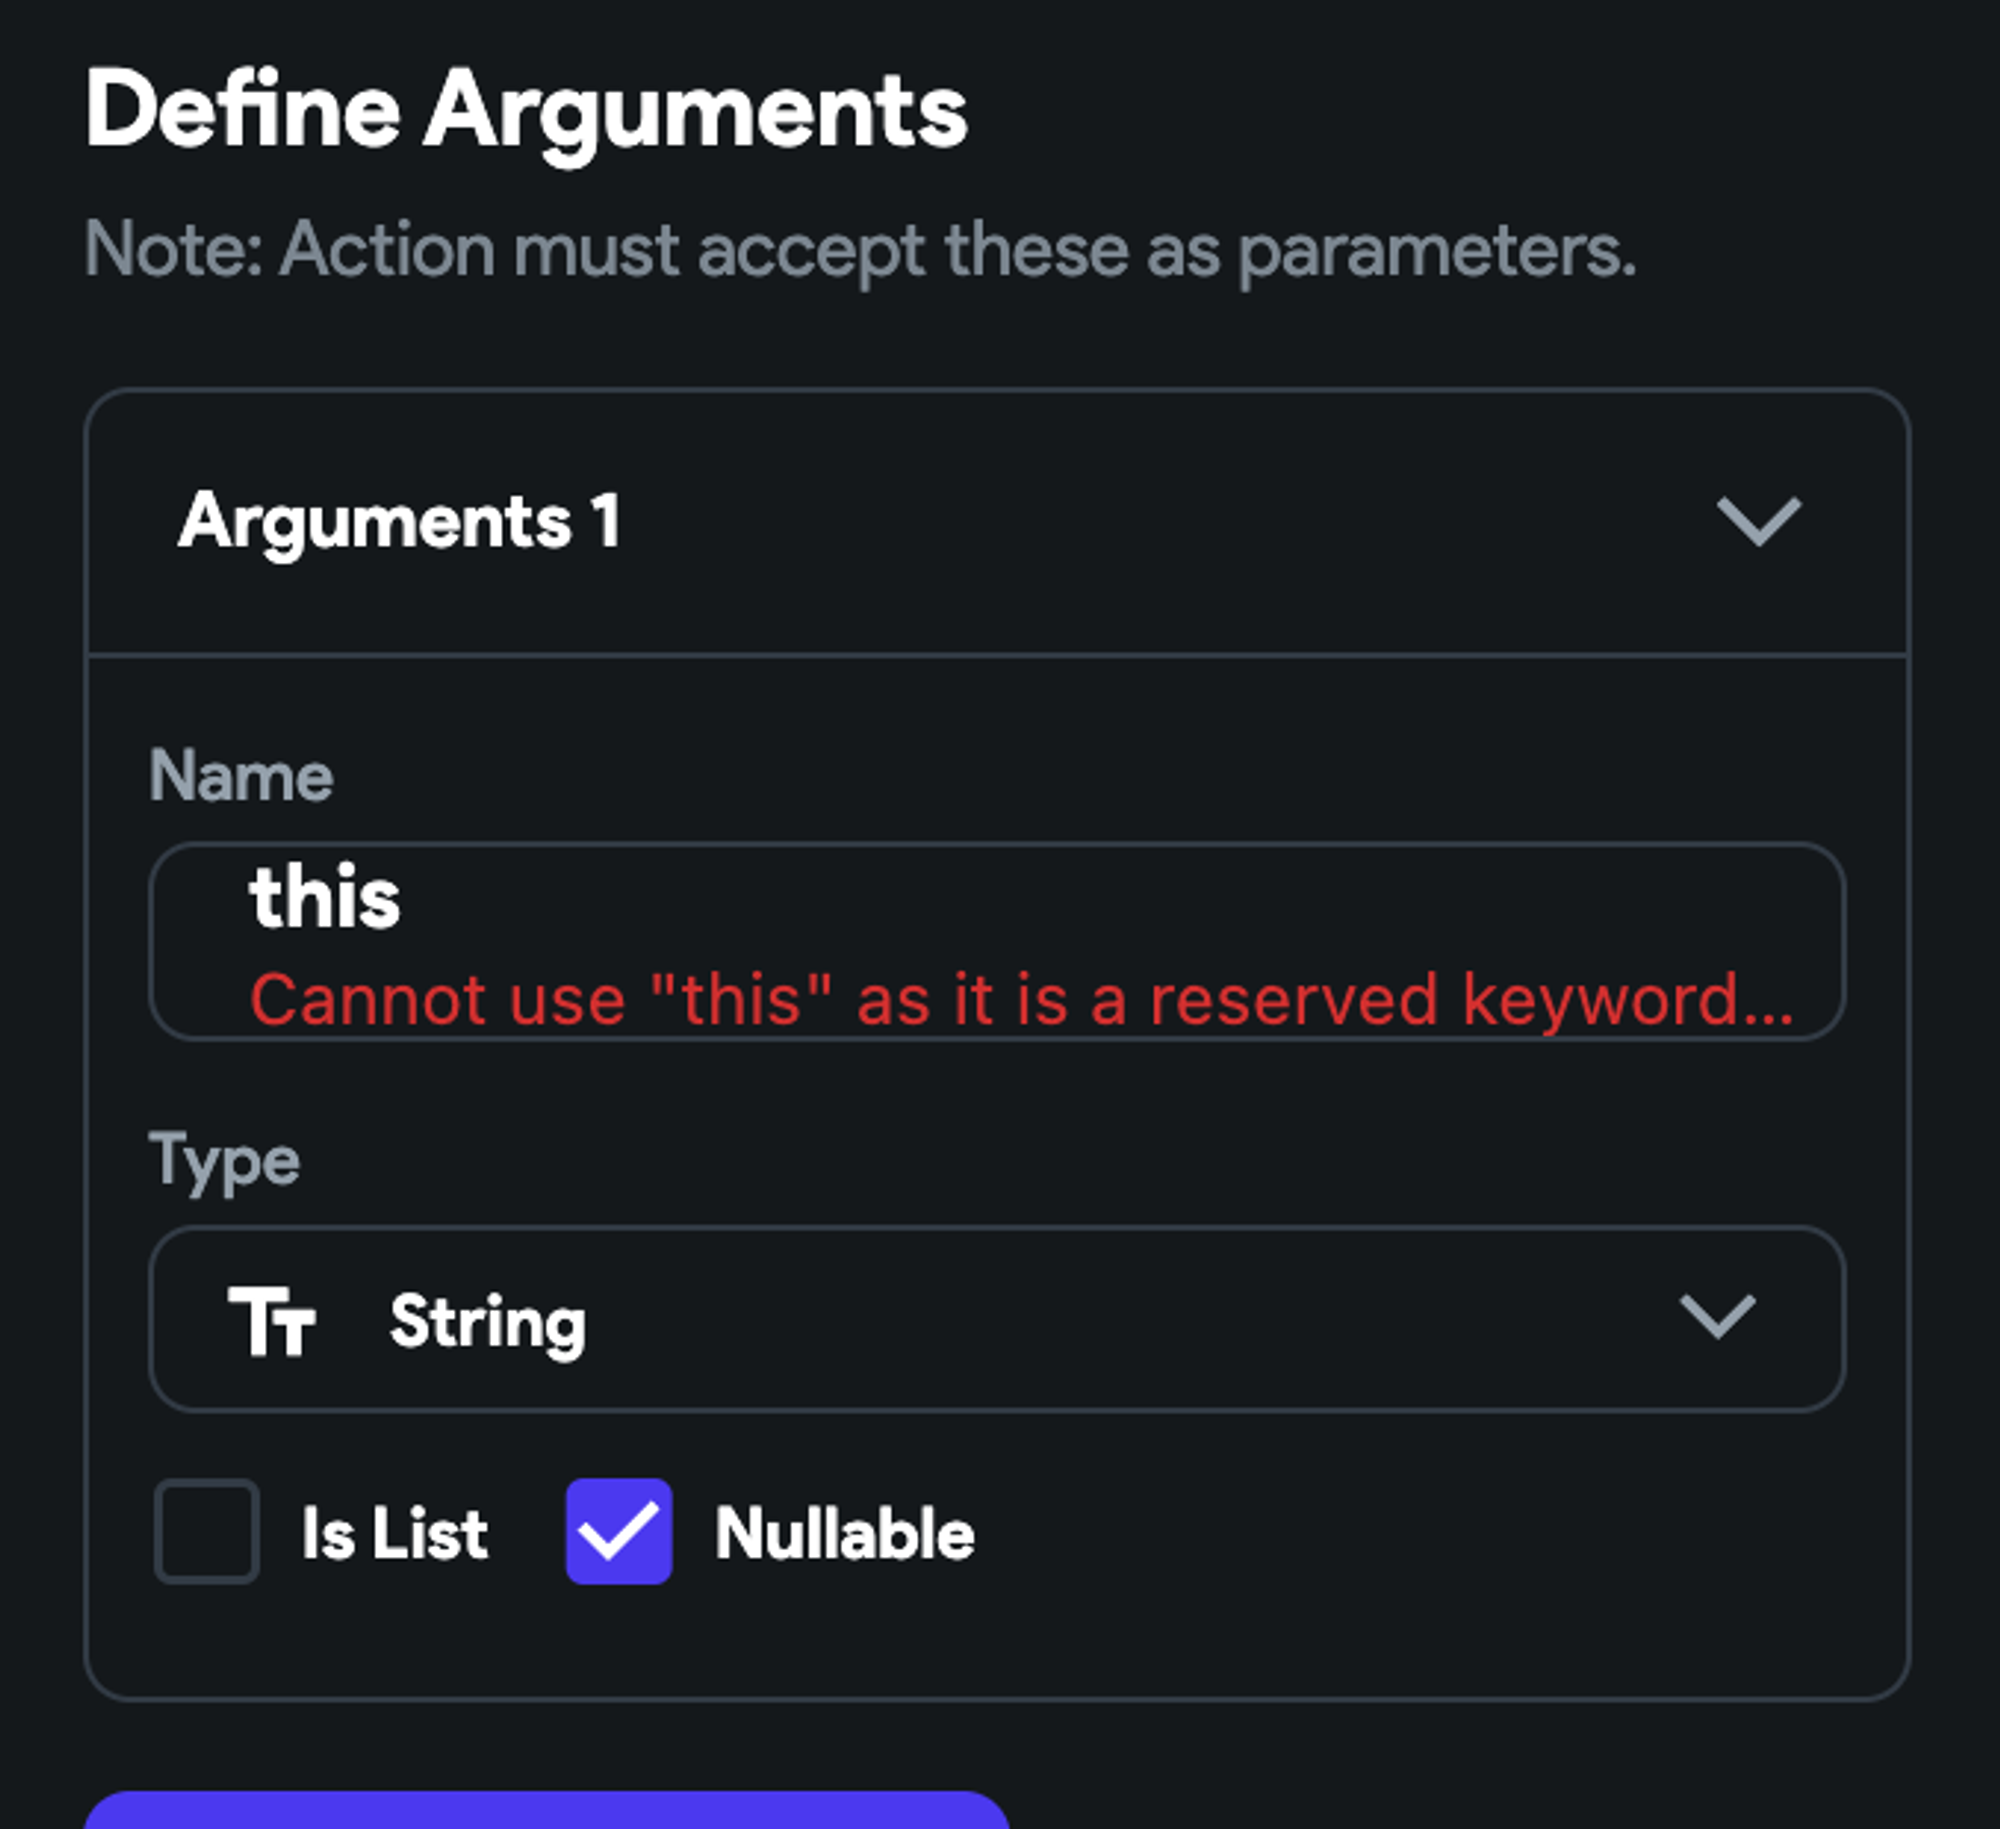 Define Arguments
Note: Action must accept these as parameters.
Arguments 1
Name
this
Cannot use "this" as it is a reserved keyword...
Type
String
Is List Nullable